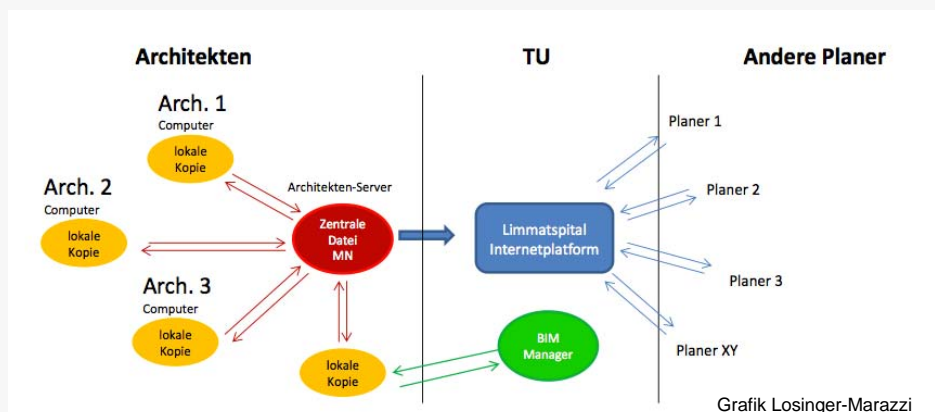 Architekten
TU
Andere Planer
Arch. 1
Computer
lokale
Kopie
Arch. 2
Computer
lokale
Kopie
Arch. 3
Computer
lokale
Kopie
Architekten-Server
Zentrale
Datei
MN
lokale
Kopie
Limmatspital
Internetplatform
BIM
Manager
Planer 1
Planer 2
Planer 3
Planer XY
Grafik Losinger-Marazzi